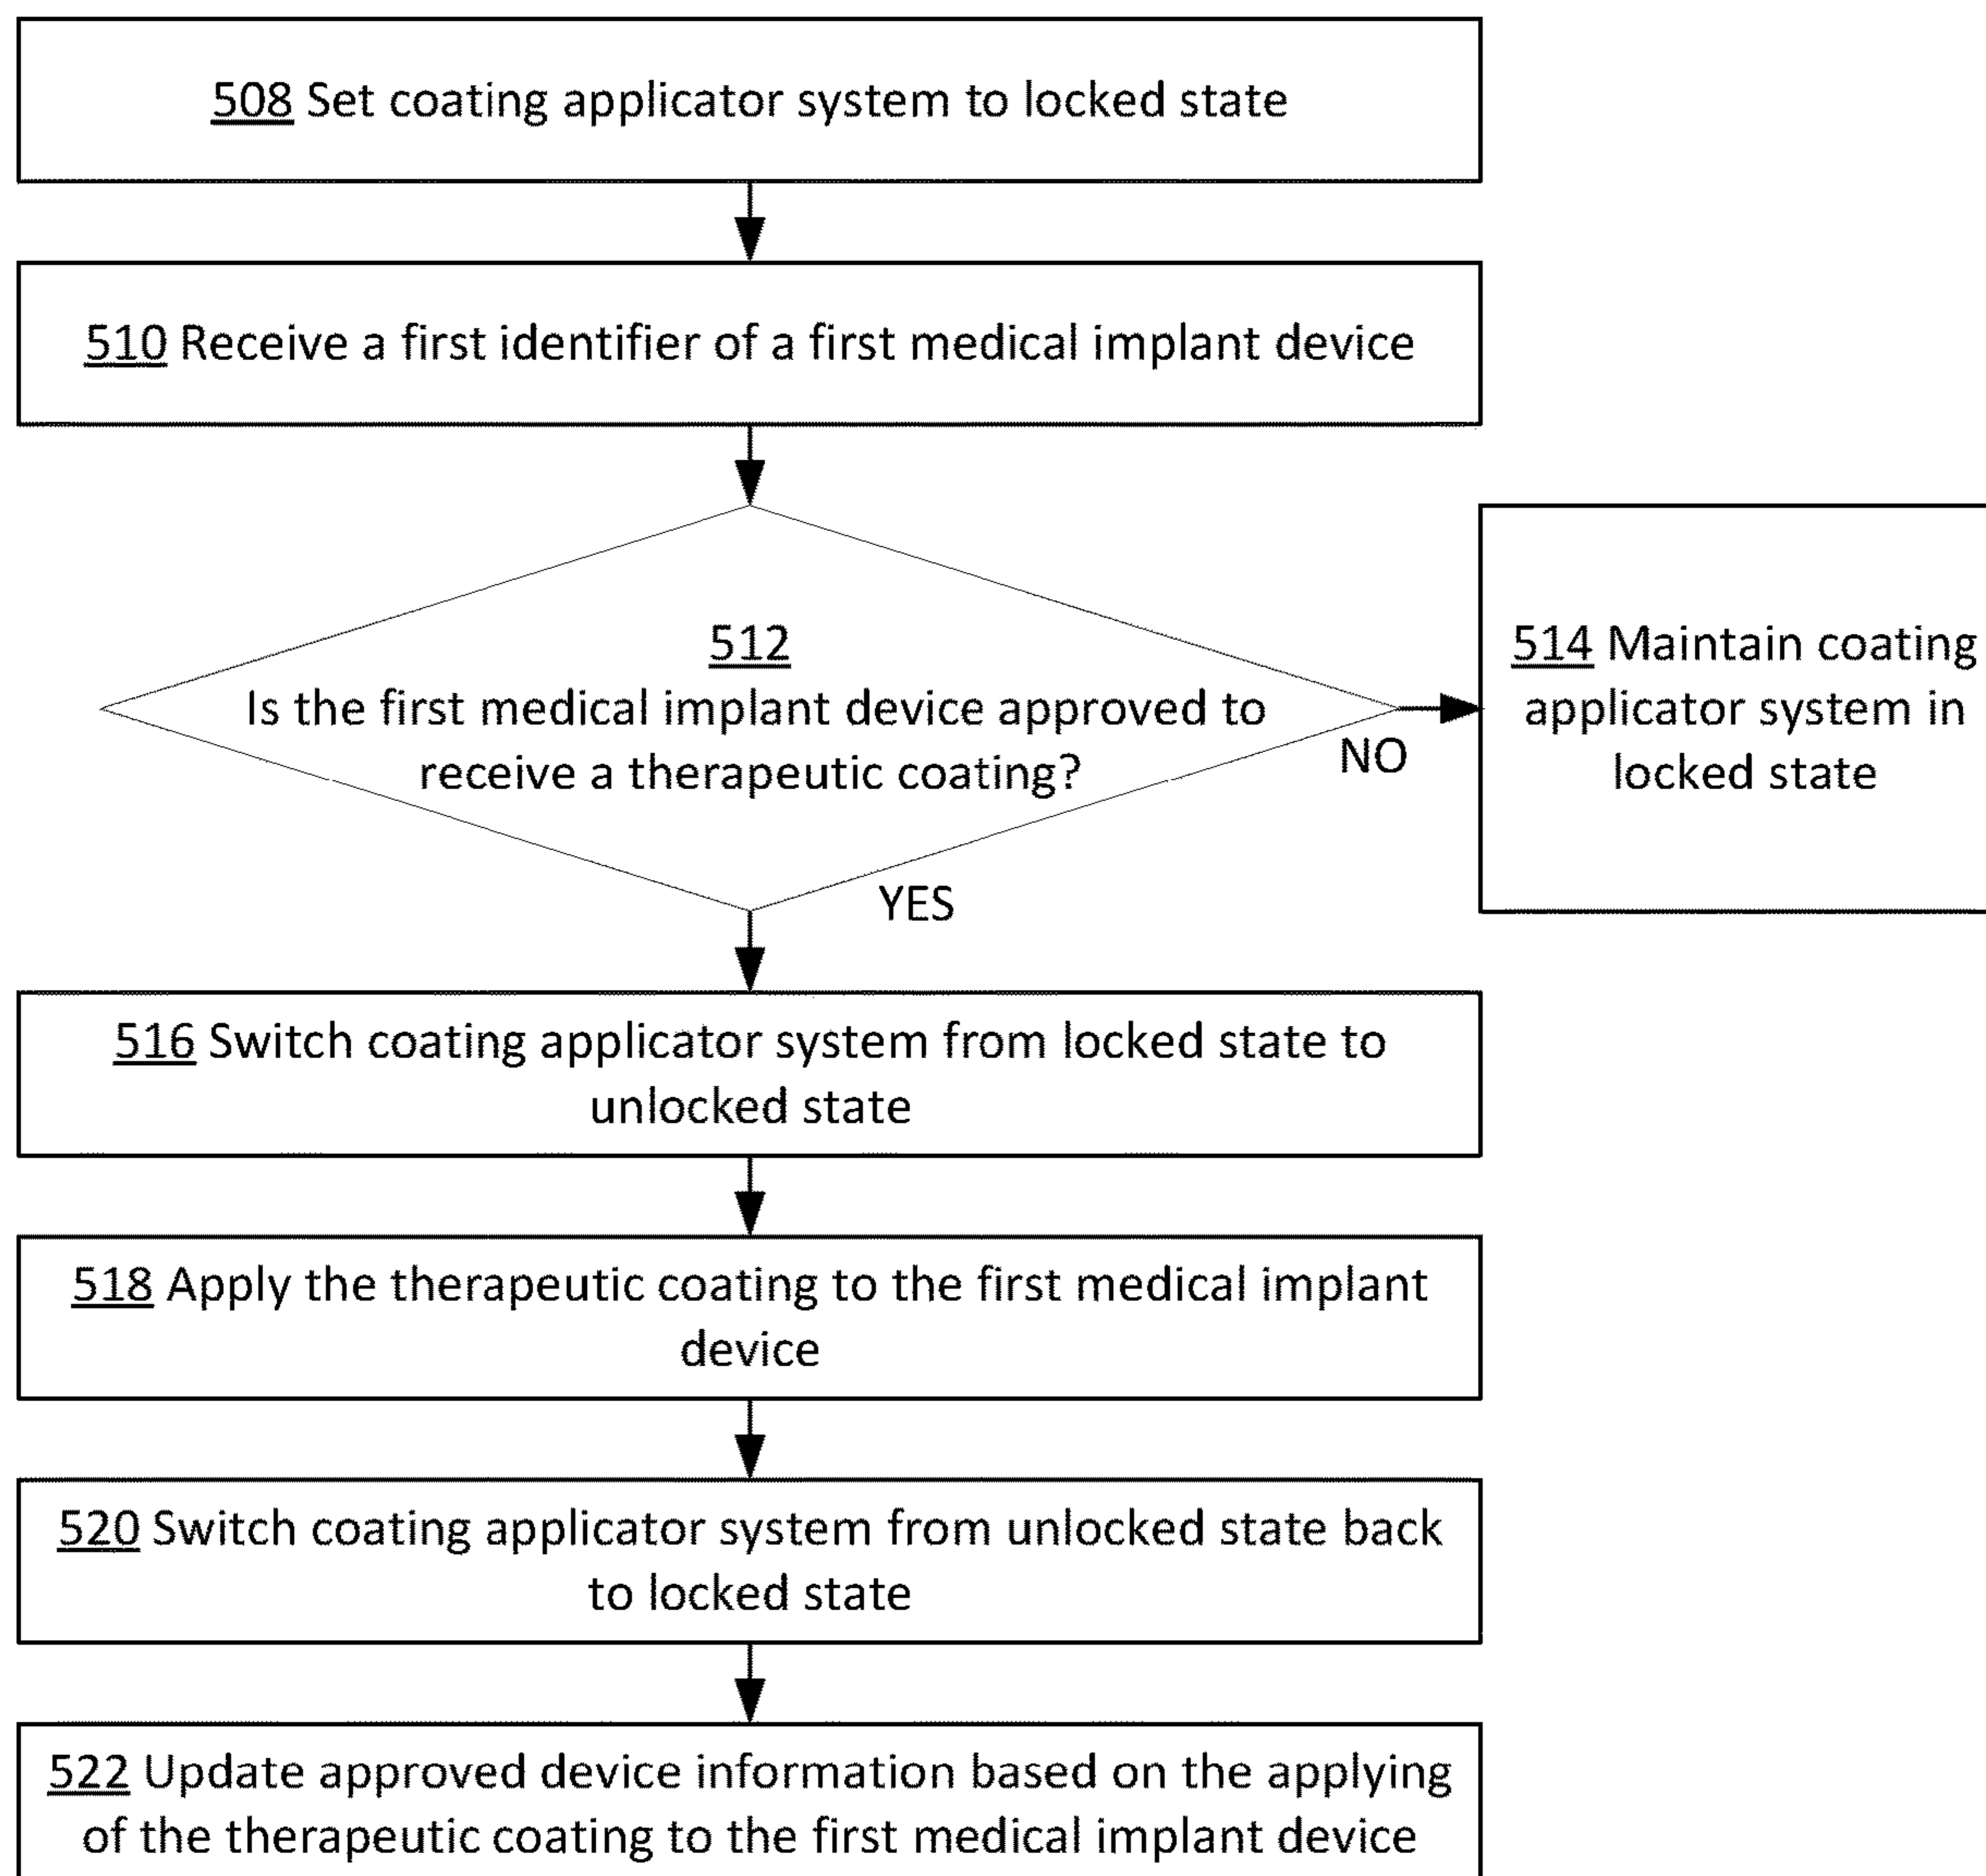 508 Set coating applicator system to locked state
510 Receive a first identifier of a first medical implant device
512
Is the first medical implant device approved to
receive a therapeutic coating?
NO
514 Maintain coating
applicator system in
locked state
YES
516 Switch coating applicator system from locked state to
unlocked state
518 Apply the therapeutic coating to the first medical implant
device
520 Switch coating applicator system from unlocked state back
to locked state
522 Update approved device information based on the applying
of the therapeutic coating to the first medical implant device